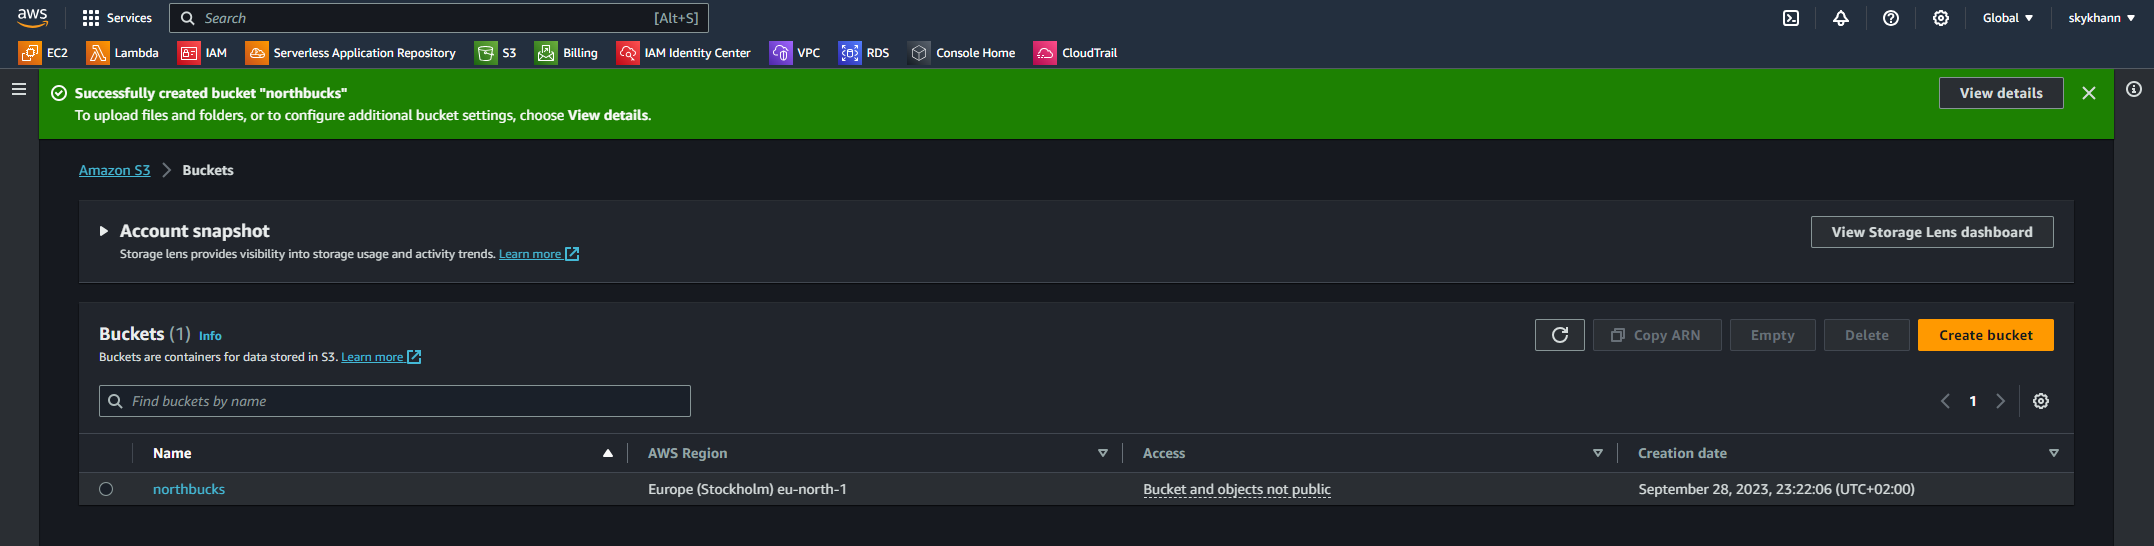 aws Services Search [Alt+S] Global skykhann
EC2 Lambda IAM Serverless Application Repository S3 Billing IAM Identity Center VPC RDS Console Home CloudTrail
Successfully created bucket "northbucks"
To upload files and folders, or to configure additional bucket settings, choose View details.
View details
Amazon S3 Buckets
Account snapshot
Storage lens provides visibility into storage usage and activity trends. Learn more
View Storage Lens dashboard
Buckets (1) Info
Buckets are containers for data stored in S3. Learn more
Copy ARN Empty Delete Create bucket
Find buckets by name
1
Name AWS Region Access Creation date
northbucks Europe (Stockholm) eu-north-1 Bucket and objects not public September 28, 2023, 23:22:06 (UTC+02:00)